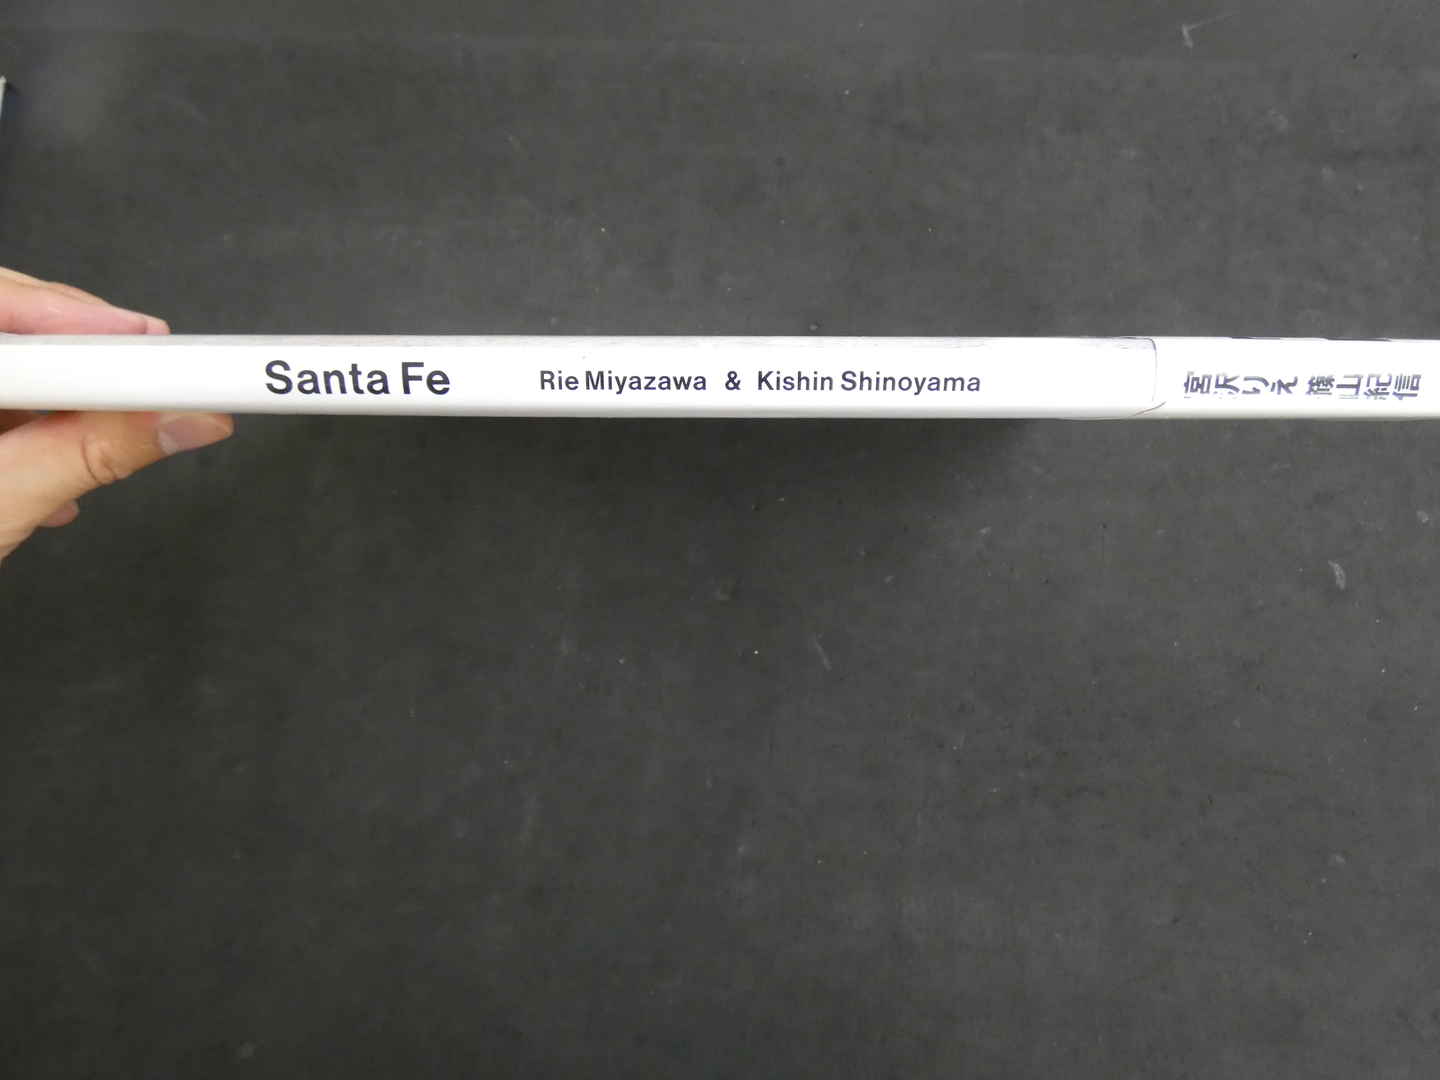 Santa Fe Rie Miyazawa & Kishin Shinoyama
宮沢りえ 篠山紀信